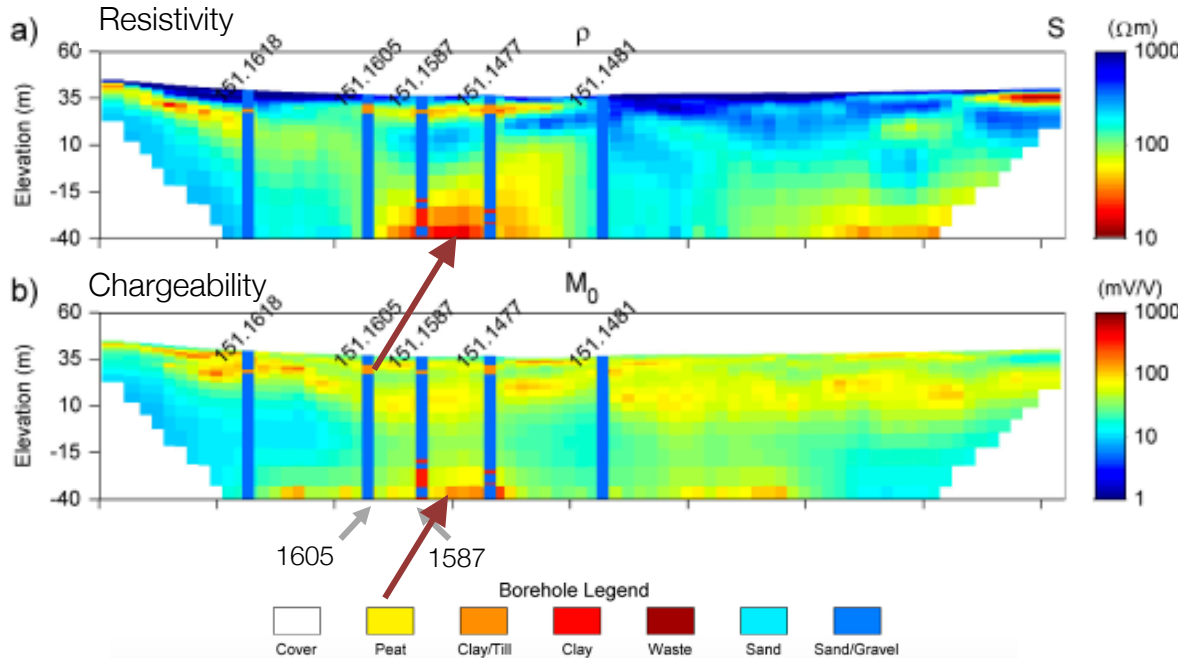 Resistivity
a)
ρ
S
(Ωm)
60
35
10
-15
-40
Elevation (m)
151.1618
151.1605
151.1587
151.1477
151.1481
1000
100
10
b)
Chargeability
M0
(mV/V)
60
35
10
-15
-40
Elevation (m)
151.1618
151.1605
151.1587
151.1477
151.1481
1000
100
10
1
1605
1587
Borehole Legend
Cover Peat Clay/Till Clay Waste Sand Sand/Gravel